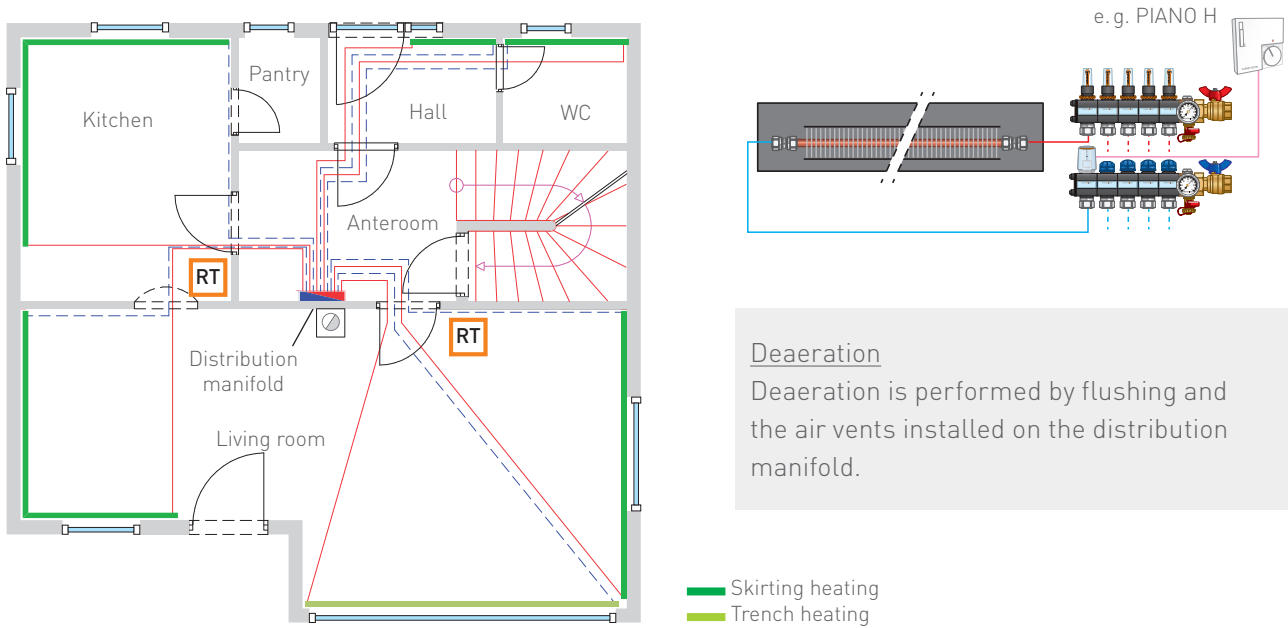 e. g. PIANO H
Pantry
Kitchen
Hall
WC
Anteroom
RT
RT
Distribution
manifold
Living room
Deaeration
Deaeration is performed by flushing and
the air vents installed on the distribution
manifold.
Skirting heating
Trench heating